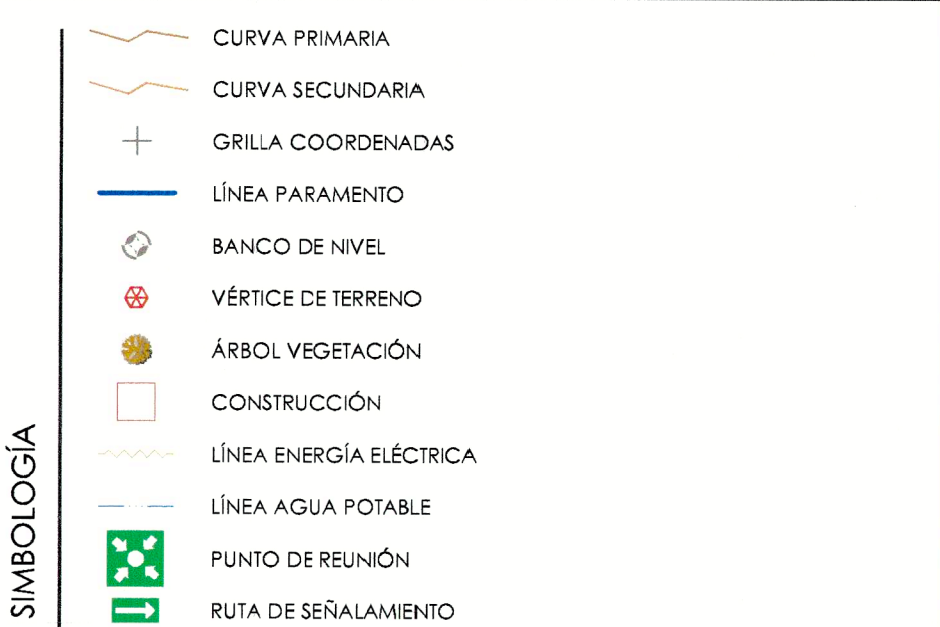 SIMBOLOGÍA
CURVA PRIMARIA
CURVA SECUNDARIA
GRILLA COORDENADAS
LÍNEA PARAMENTO
BANCO DE NIVEL
VÉRTICE DE TERRENO
ÁRBOL VEGETACIÓN
CONSTRUCCIÓN
LÍNEA ENERGÍA ELÉCTRICA
LÍNEA AGUA POTABLE
PUNTO DE REUNIÓN
RUTA DE SEÑALAMIENTO